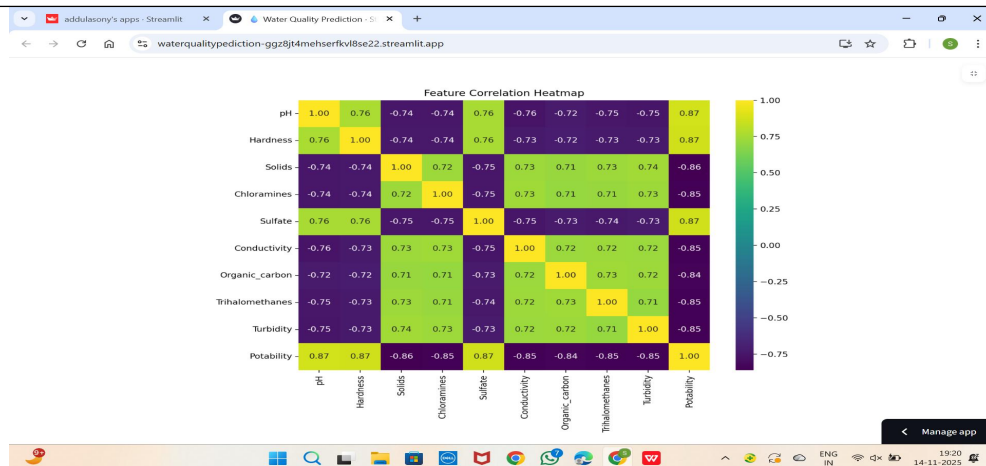 addulasony's apps · Streamlit × Water Quality Prediction · S × +
waterqualitypediction-ggz8jt4mehserfkvl8se22.streamlit.app S
Feature Correlation Heatmap
pH 1.00 0.76 -0.74 -0.74 0.76 -0.76 -0.72 -0.75 -0.75 0.87
Hardness 0.76 1.00 -0.74 -0.74 0.76 -0.73 -0.72 -0.73 -0.73 0.87
Solids -0.74 -0.74 1.00 0.72 -0.75 0.73 0.71 0.73 0.74 -0.86
Chloramines -0.74 -0.74 0.72 1.00 -0.75 0.73 0.71 0.71 0.73 -0.85
Sulfate 0.76 0.76 -0.75 -0.75 1.00 -0.75 -0.73 -0.74 -0.73 0.87
Conductivity -0.76 -0.73 0.73 0.73 -0.75 1.00 0.72 0.72 0.72 -0.85
Organic_carbon -0.72 -0.72 0.71 0.71 -0.73 0.72 1.00 0.73 0.72 -0.84
Trihalomethanes -0.75 -0.73 0.73 0.71 -0.74 0.72 0.73 1.00 0.71 -0.85
Turbidity -0.75 -0.73 0.74 0.73 -0.73 0.72 0.72 0.71 1.00 -0.85
Potability 0.87 0.87 -0.86 -0.85 0.87 -0.85 -0.84 -0.85 -0.85 1.00
pH Hardness Solids Chloramines Sulfate Conductivity Organic_carbon Trihalomethanes Turbidity Potability
1.00
0.75
0.50
0.25
0.00
−0.25
−0.50
−0.75
Manage app
9+ DELL 7 W ENG 19:20
IN 14-11-2025